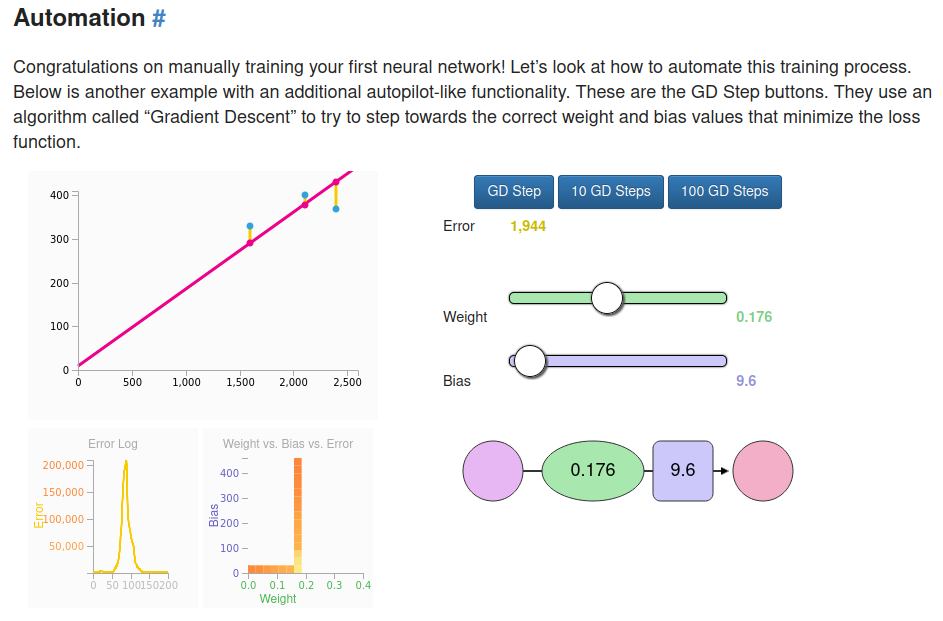 Automation #
Congratulations on manually training your first neural network! Let's look at how to automate this training process.
Below is another example with an additional autopilot-like functionality. These are the GD Step buttons. They use an
algorithm called “Gradient Descent” to try to step towards the correct weight and bias values that minimize the loss
function.
400
300
200
100
0
0 500 1,000 1,500 2,000 2,500
GD Step 10 GD Steps 100 GD Steps
Error 1,944
Weight 0.176
Bias 9.6
Error Log
200,000
150,000
100,000
50,000
Error
0 50 100150200
Weight vs. Bias vs. Error
400
300
200
100
0
Bias
0.0 0.1 0.2 0.3 0.4
Weight
0.176 9.6